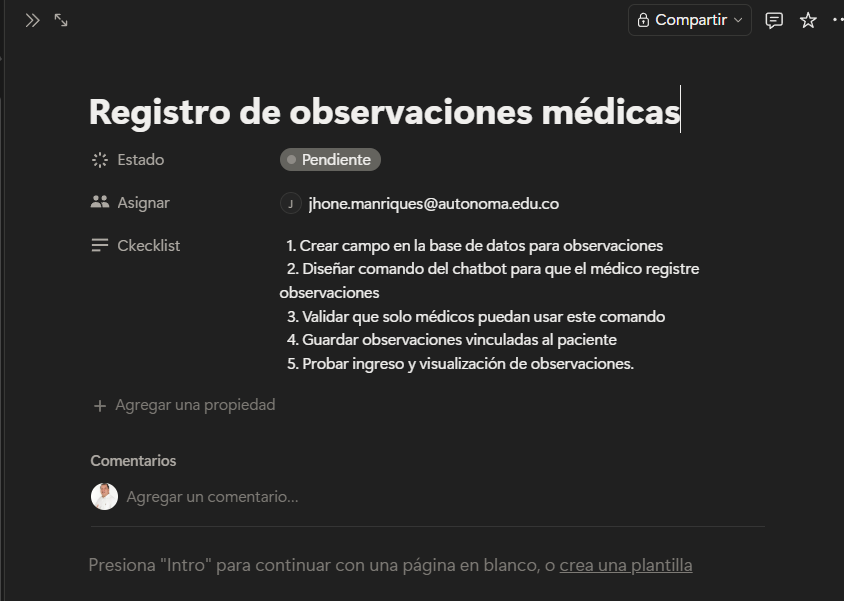 Compartir
Registro de observaciones médicas
Estado
Pendiente
Asignar
J
jhone.manriques@autonoma.edu.co
Ckecklist
1. Crear campo en la base de datos para observaciones
2. Diseñar comando del chatbot para que el médico registre
observaciones
3. Validar que solo médicos puedan usar este comando
4. Guardar observaciones vinculadas al paciente
5. Probar ingreso y visualización de observaciones.
Agregar una propiedad
Comentarios
Agregar un comentario...
Presiona "Intro" para continuar con una página en blanco, o crea una plantilla